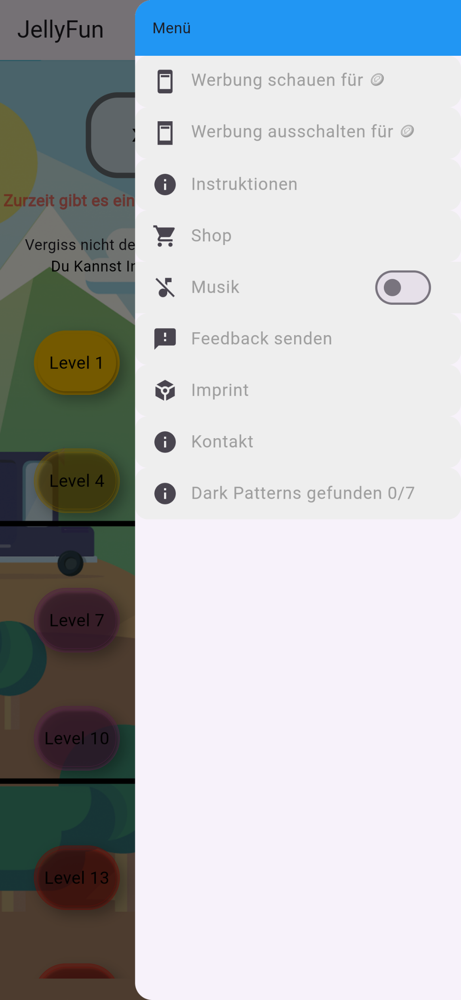 JellyFun
Menü
Werbung schauen für
Werbung ausschalten für
Zurzeit gibt es ein
Instruktionen
Vergiss nicht de
Du Kannst
Shop
Musik
Feedback senden
Level 1
Imprint
Kontakt
Level 4
Dark Patterns gefunden 0/7
Level 7
Level 10
Level 13